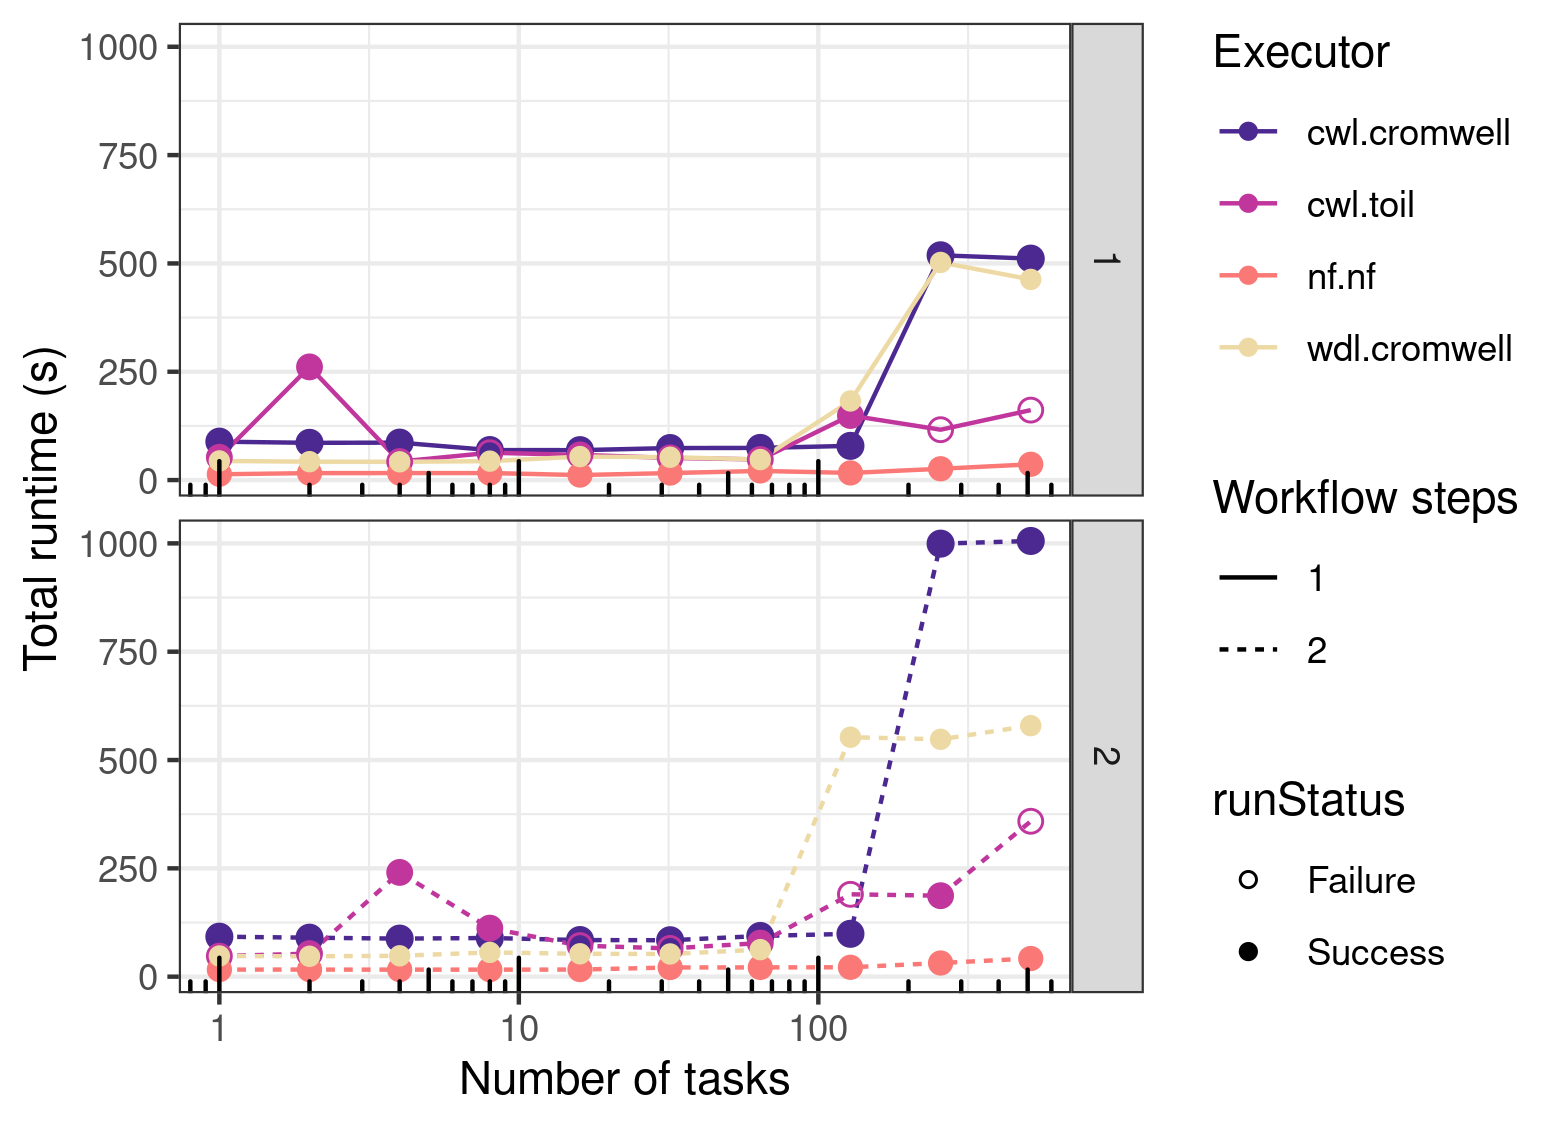 Total runtime (s)
1000
750
500
250
0
1
1000
750
500
250
0
2
1
10
100
Number of tasks
Executor
cwl.cromwell
cwl.toil
nf.nf
wdl.cromwell
Workflow steps
1
2
runStatus
Failure
Success